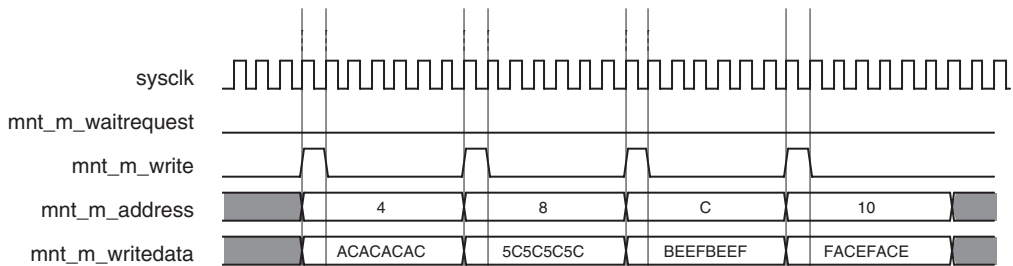 sysclk
mnt_m_waitrequest
mnt_m_write
mnt_m_address 4 8 C 10
mnt_m_writedata ACACACAC 5C5C5C5C BEEFBEEF FACEFACE